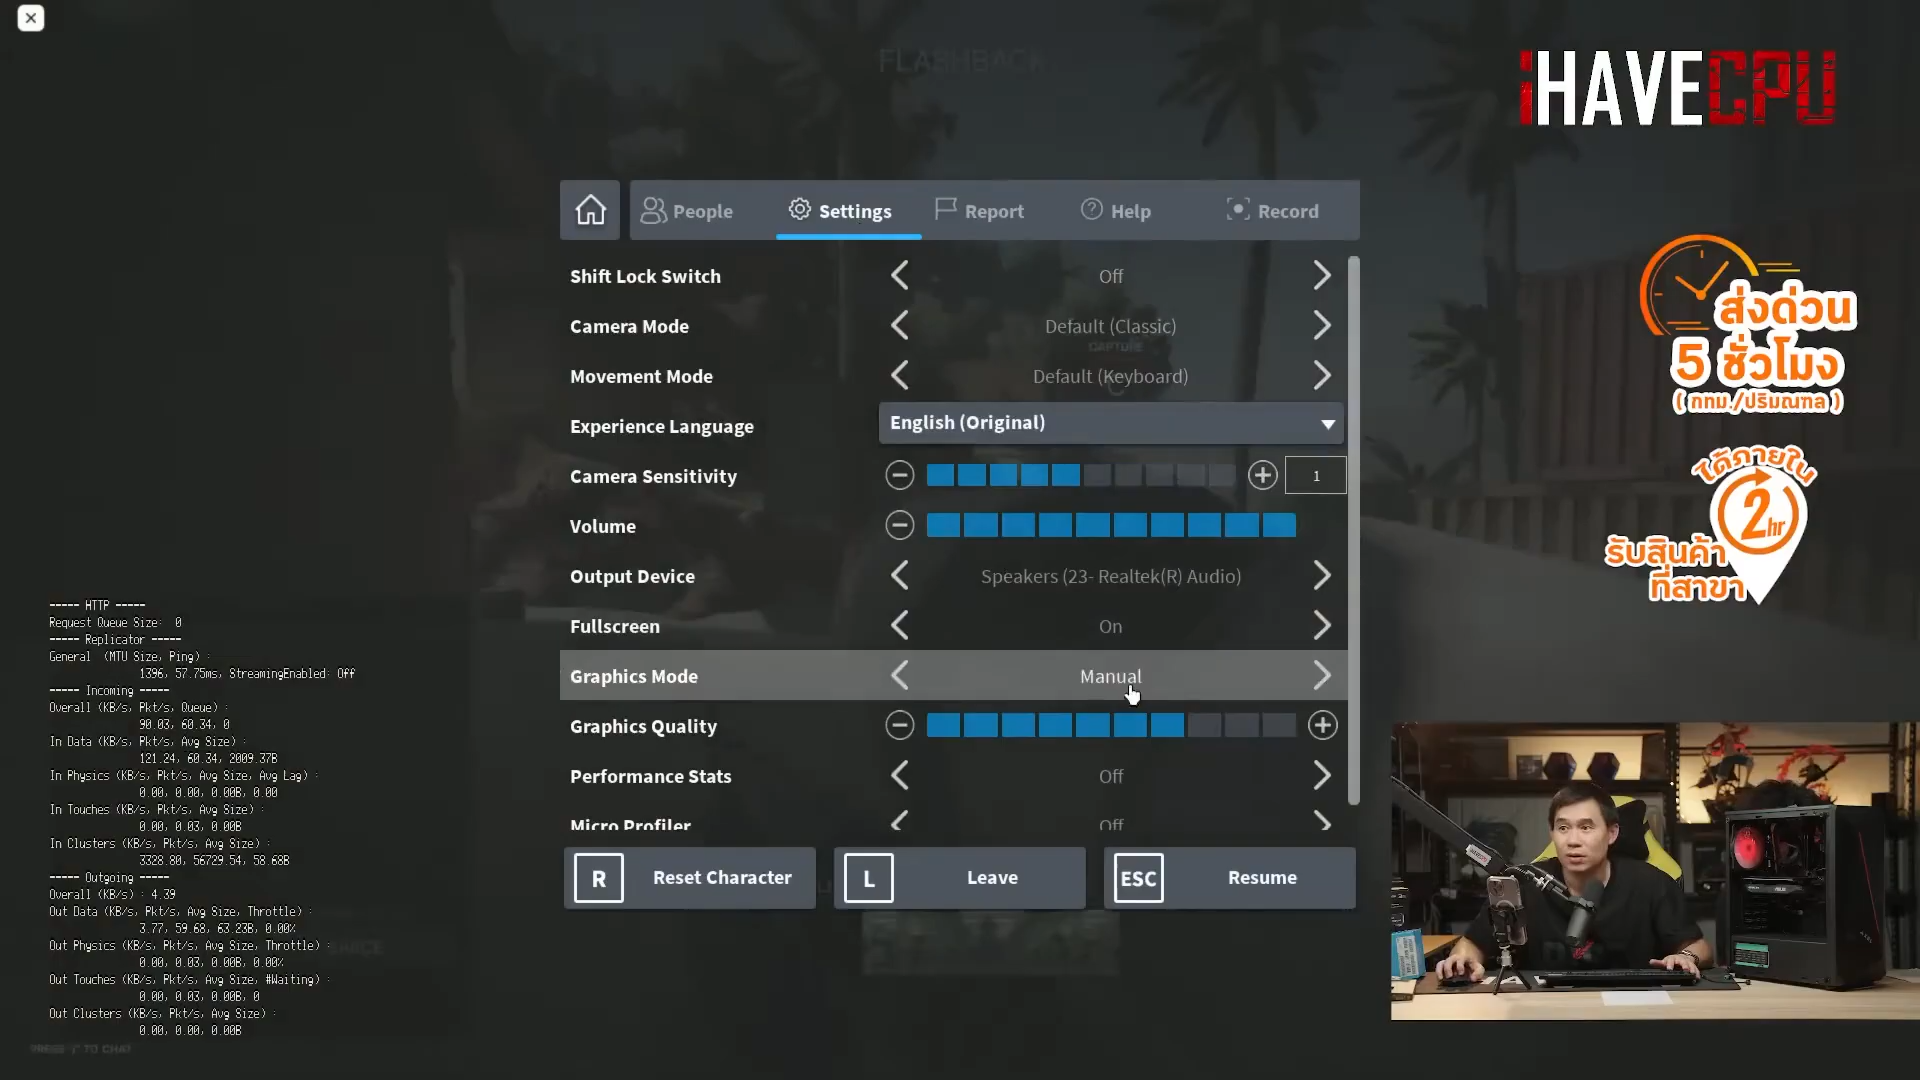 FLASHBACK
iHAVECPU
People
Settings
Report
Help
Record
Shift Lock Switch
Off
Camera Mode
Default (Classic)
CAPTURE
Movement Mode
Default (Keyboard)
Experience Language
English (Original)
Camera Sensitivity
1
Volume
Output Device
Speakers (23- Realtek(R) Audio)
Fullscreen
On
Graphics Mode
Manual
Graphics Quality
Performance Stats
Off
Micro Profiler
Off
R
Reset Character
L
Leave
ESC
Resume
ส่งด่วน
5 ชั่วโมง
( กทม./ปริมณฑล )
ได้ภายใน
2hr
รับสินค้า
ที่สาขา
----- HTTP -----
Request Queue Size: 0
----- Replicator -----
General (MTU Size, Ping) :
1396, 57.75ms, StreamingEnabled: Off
----- Incoming -----
Overall (KB/s, Pkt/s, Queue) :
90.03, 60.34, 0
In Data (KB/s, Pkt/s, Avg Size) :
121.24, 60.34, 2009.37B
In Physics (KB/s, Pkt/s, Avg Size, Avg Lag) :
0.00, 0.00, 0.00B, 0.00
In Touches (KB/s, Pkt/s, Avg Size) :
0.00, 0.03, 0.00B
In Clusters (KB/s, Pkt/s, Avg Size) :
3328.80, 56729.54, 58.68B
----- Outgoing -----
Overall (KB/s) : 4.39
Out Data (KB/s, Pkt/s, Avg Size, Throttle) :
3.77, 59.68, 63.23B, 0.00%
Out Physics (KB/s, Pkt/s, Avg Size, Throttle) :
0.00, 0.03, 0.00B, 0.00%
Out Touches (KB/s, Pkt/s, Avg Size, #Waiting) :
0.00, 0.03, 0.00B, 0
Out Clusters (KB/s, Pkt/s, Avg Size) :
0.00, 0.00, 0.00B
PRESS "/" TO CHAT